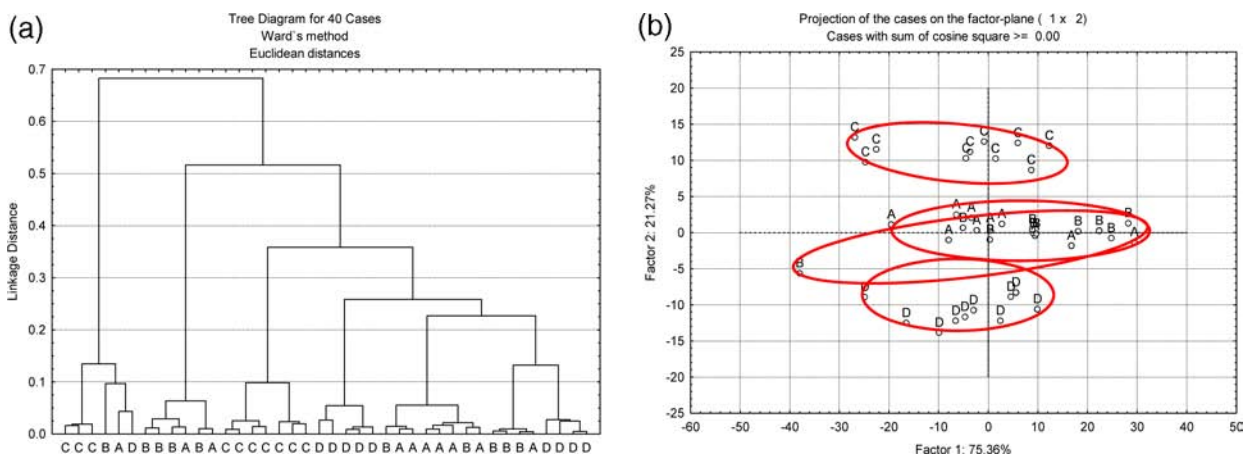 (a)
Tree Diagram for 40 Cases
Ward`s method
Euclidean distances
0.7
0.6
0.5
0.4
0.3
0.2
0.1
0.0
Linkage Distance
C C C B A D B B B A B A C C C C C C C D D D D D B A A A A A B A B B B A D D D D
(b)
Projection of the cases on the factor-plane ( 1 x 2)
Cases with sum of cosine square >= 0.00
25
20
15
10
5
0
-5
-10
-15
-20
-25
Factor 2: 21.27%
C C C C C C
C C C C
A A A A A B B
B A B B B B
A B A A
B
D D D
D D D D D D D
-60 -50 -40 -30 -20 -10 0 10 20 30 40 50 60
Factor 1: 75.36%